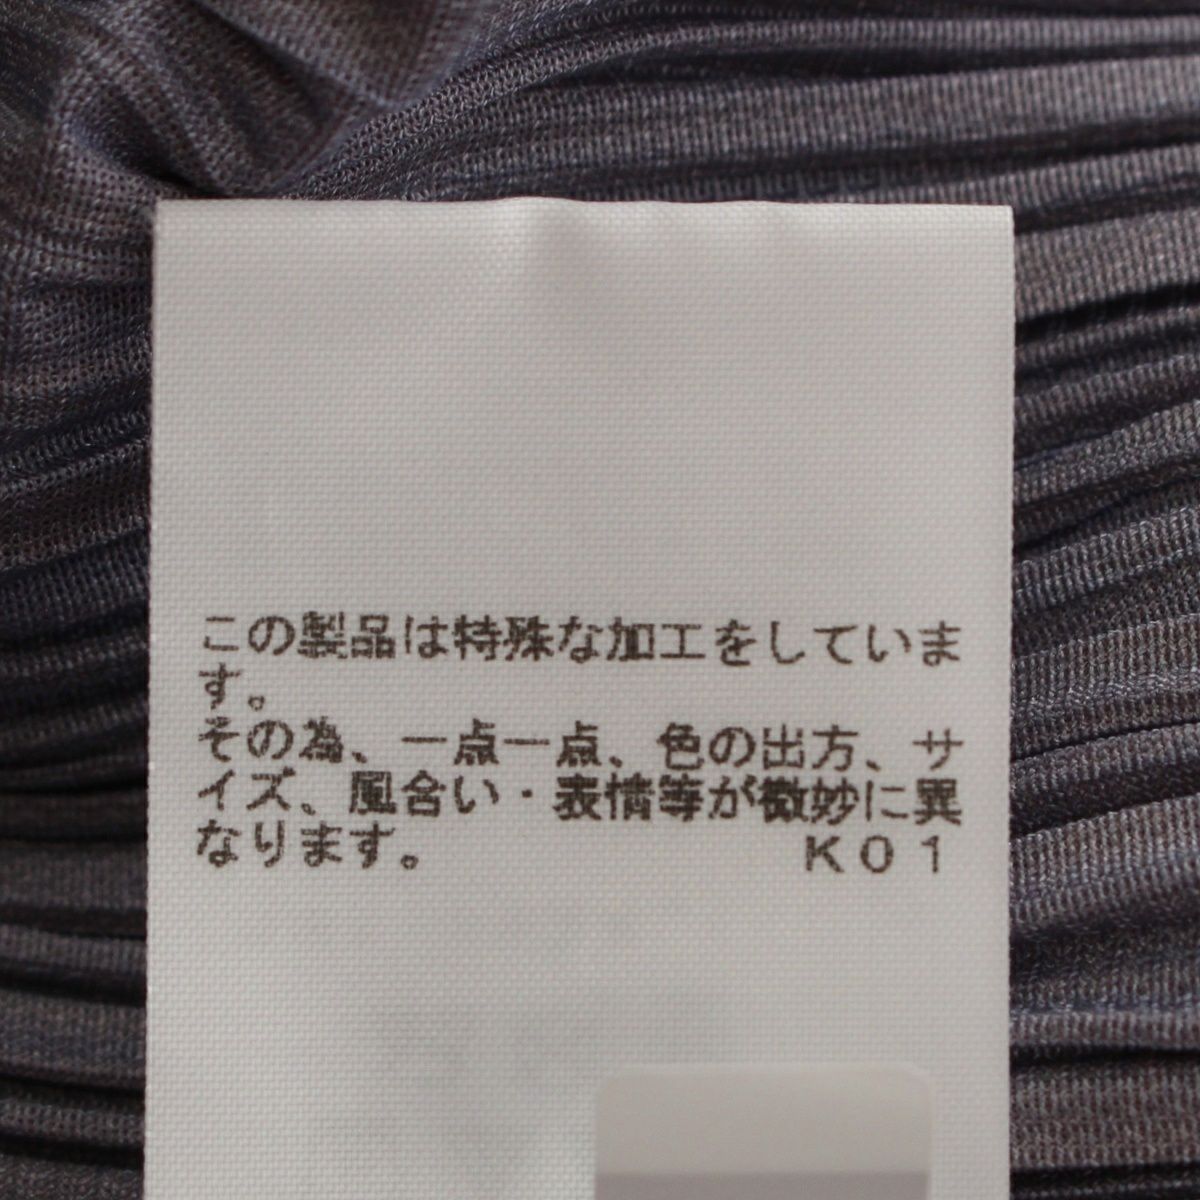 この製品は特殊な加工をしていま
す。
その為、一点一点、色の出方、サ
イズ、風合い・表情等が微妙に異
なります。 K01